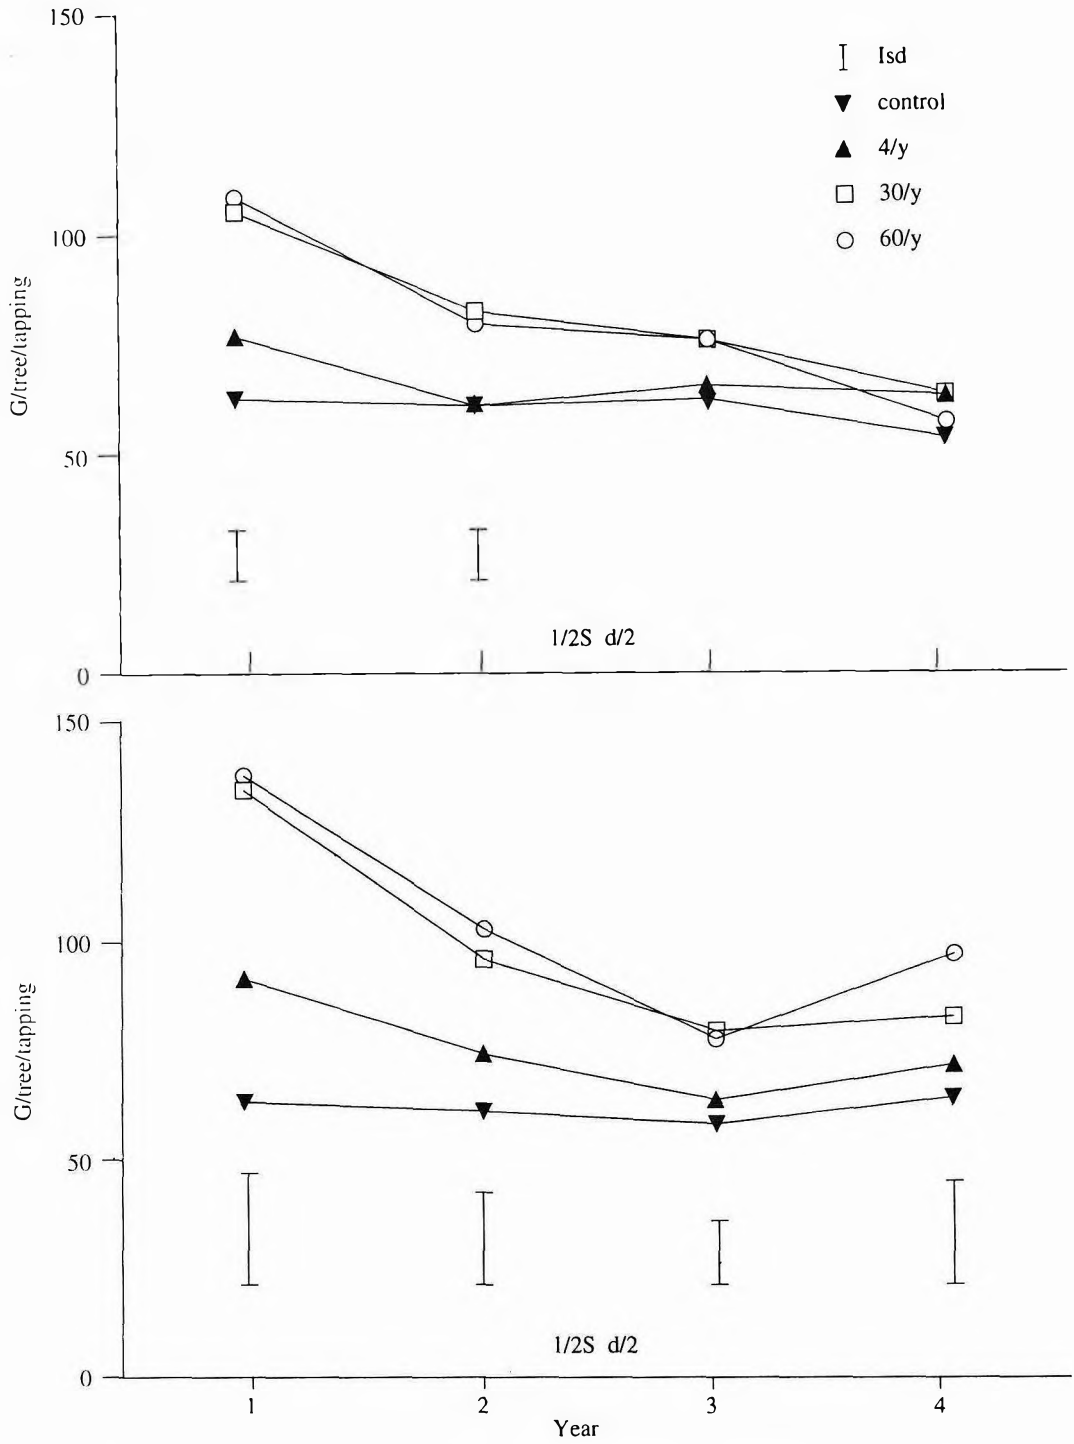 150
100
50
0
G/tree/tapping
lsd
control
4/y
30/y
60/y
1/2S d/2
150
100
50
0
G/tree/tapping
1/2S d/2
1
2
3
4
Year